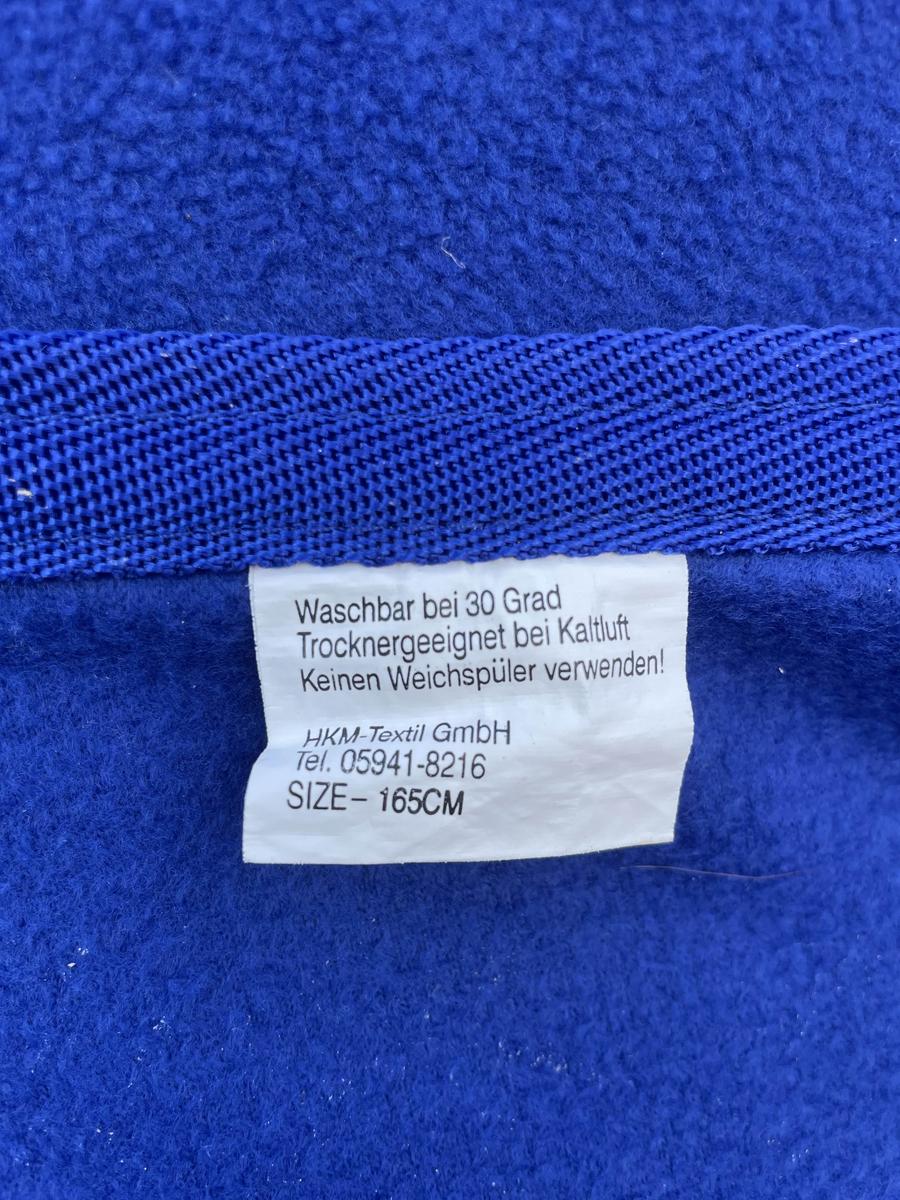 Waschbar bei 30 Grad
Trocknergeeignet bei Kaltluft
Keinen Weichspüler verwenden!
HKM-Textil GmbH
Tel. 05941-8216
SIZE- 165CM